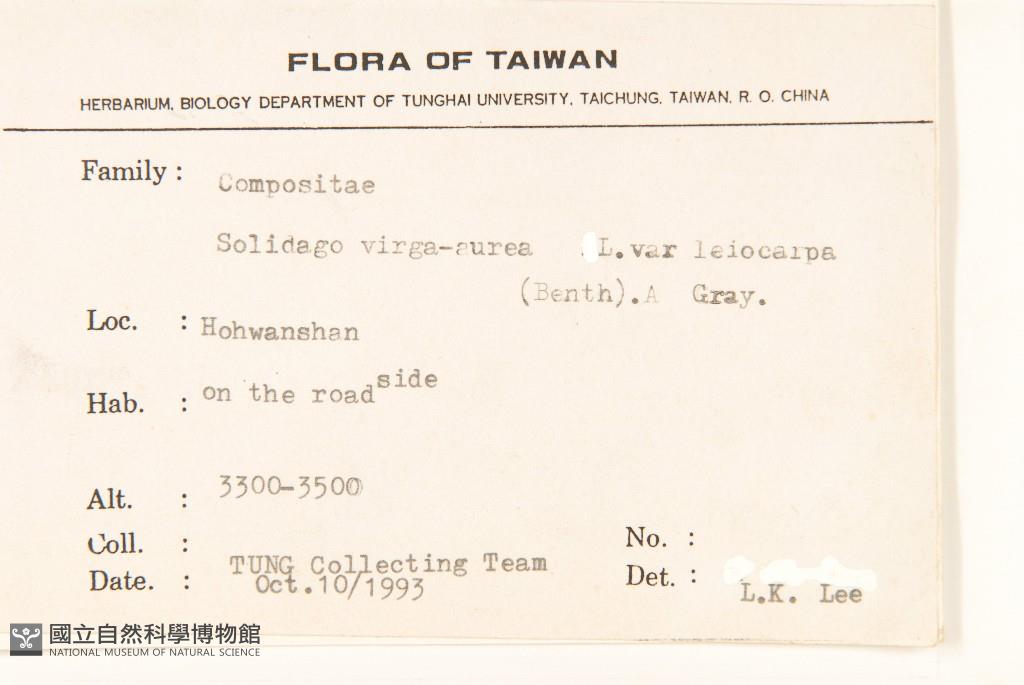 FLORA OF TAIWAN
HERBARIUM, BIOLOGY DEPARTMENT OF TUNGHAI UNIVERSITY, TAICHUNG, TAIWAN, R. O. CHINA
Family : Compositae
Solidago virga-aurea L.var leiocarpa
(Benth).A Gray.
Loc. : Hohwanshan
Hab. : on the roadside
Alt. : 3300-3500
Coll. : TUNG Collecting Team
No. :
Date. : Oct.10/1993
Det. : L.K. Lee
國立自然科學博物館
NATIONAL MUSEUM OF NATURAL SCIENCE